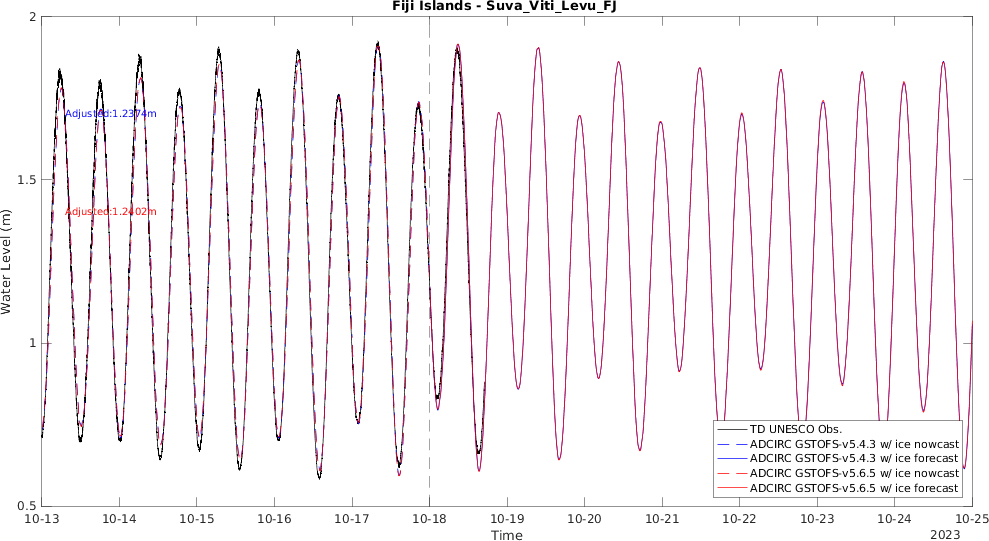 Fiji Islands - Suva_Viti_Levu_FJ
Water Level (m)
2
1.5
1
0.5
Adjusted:1.2374m
Adjusted:1.2402m
TD UNESCO Obs.
ADCIRC GSTOFS-v5.4.3 w/ ice nowcast
ADCIRC GSTOFS-v5.4.3 w/ ice forecast
ADCIRC GSTOFS-v5.6.5 w/ ice nowcast
ADCIRC GSTOFS-v5.6.5 w/ ice forecast
10-13 10-14 10-15 10-16 10-17 10-18 10-19 10-20 10-21 10-22 10-23 10-24 10-25
Time
2023